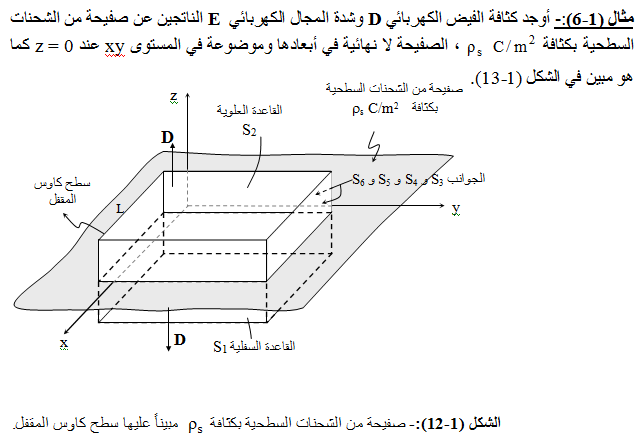 مثال (1-6):- أوجد كثافة الفيض الكهربائي D وشدة المجال الكهربائي E الناتجين عن صفيحة من الشحنات
السطحية بكثافة ρs C/m² ، الصفيحة لا نهائية في أبعادها وموضوعة في المستوى xy عند z = 0 كما
هو مبين في الشكل (1-13).
صفيحة من الشحنات السطحية
بكثافة ρs C/m²
z
القاعدة العلوية
S2
D
الجوانب S3 و S4 و S5 و S6
سطح كاوس
المقفل
L
y
x
D
القاعدة السفلية S1
الشكل (1-12):- صفيحة من الشحنات السطحية بكثافة ρs مبيناً عليها سطح كاوس المقفل.